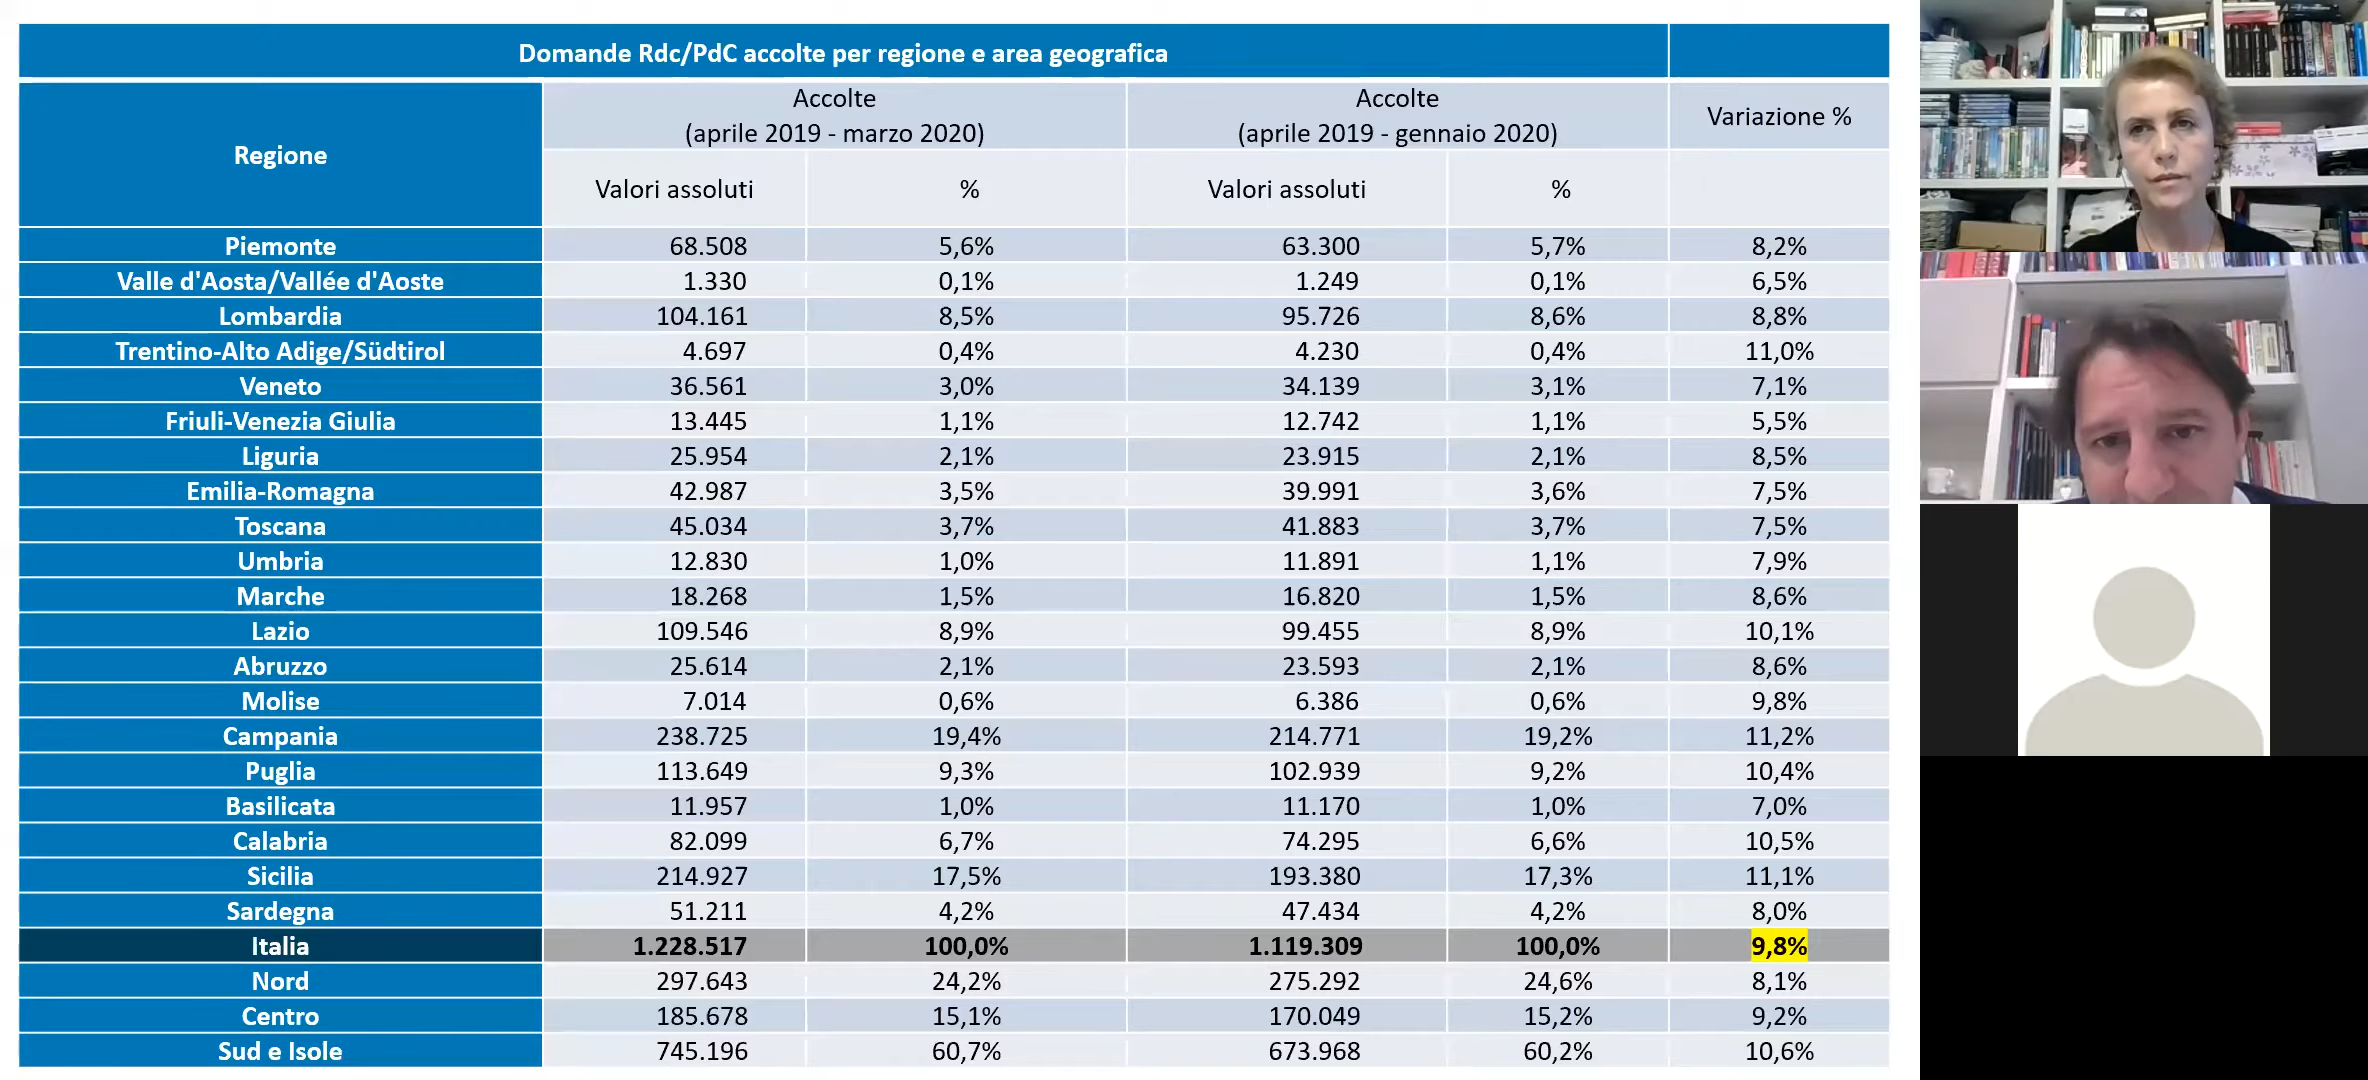 Domande Rdc/PdC accolte per regione e area geografica
Regione
Accolte
(aprile 2019 - marzo 2020)
Accolte
(aprile 2019 - gennaio 2020)
Variazione %
Valori assoluti % Valori assoluti %
Piemonte 68.508 5,6% 63.300 5,7% 8,2%
Valle d'Aosta/Vallée d'Aoste 1.330 0,1% 1.249 0,1% 6,5%
Lombardia 104.161 8,5% 95.726 8,6% 8,8%
Trentino-Alto Adige/Südtirol 4.697 0,4% 4.230 0,4% 11,0%
Veneto 36.561 3,0% 34.139 3,1% 7,1%
Friuli-Venezia Giulia 13.445 1,1% 12.742 1,1% 5,5%
Liguria 25.954 2,1% 23.915 2,1% 8,5%
Emilia-Romagna 42.987 3,5% 39.991 3,6% 7,5%
Toscana 45.034 3,7% 41.883 3,7% 7,5%
Umbria 12.830 1,0% 11.891 1,1% 7,9%
Marche 18.268 1,5% 16.820 1,5% 8,6%
Lazio 109.546 8,9% 99.455 8,9% 10,1%
Abruzzo 25.614 2,1% 23.593 2,1% 8,6%
Molise 7.014 0,6% 6.386 0,6% 9,8%
Campania 238.725 19,4% 214.771 19,2% 11,2%
Puglia 113.649 9,3% 102.939 9,2% 10,4%
Basilicata 11.957 1,0% 11.170 1,0% 7,0%
Calabria 82.099 6,7% 74.295 6,6% 10,5%
Sicilia 214.927 17,5% 193.380 17,3% 11,1%
Sardegna 51.211 4,2% 47.434 4,2% 8,0%
Italia 1.228.517 100,0% 1.119.309 100,0% 9,8%
Nord 297.643 24,2% 275.292 24,6% 8,1%
Centro 185.678 15,1% 170.049 15,2% 9,2%
Sud e Isole 745.196 60,7% 673.968 60,2% 10,6%